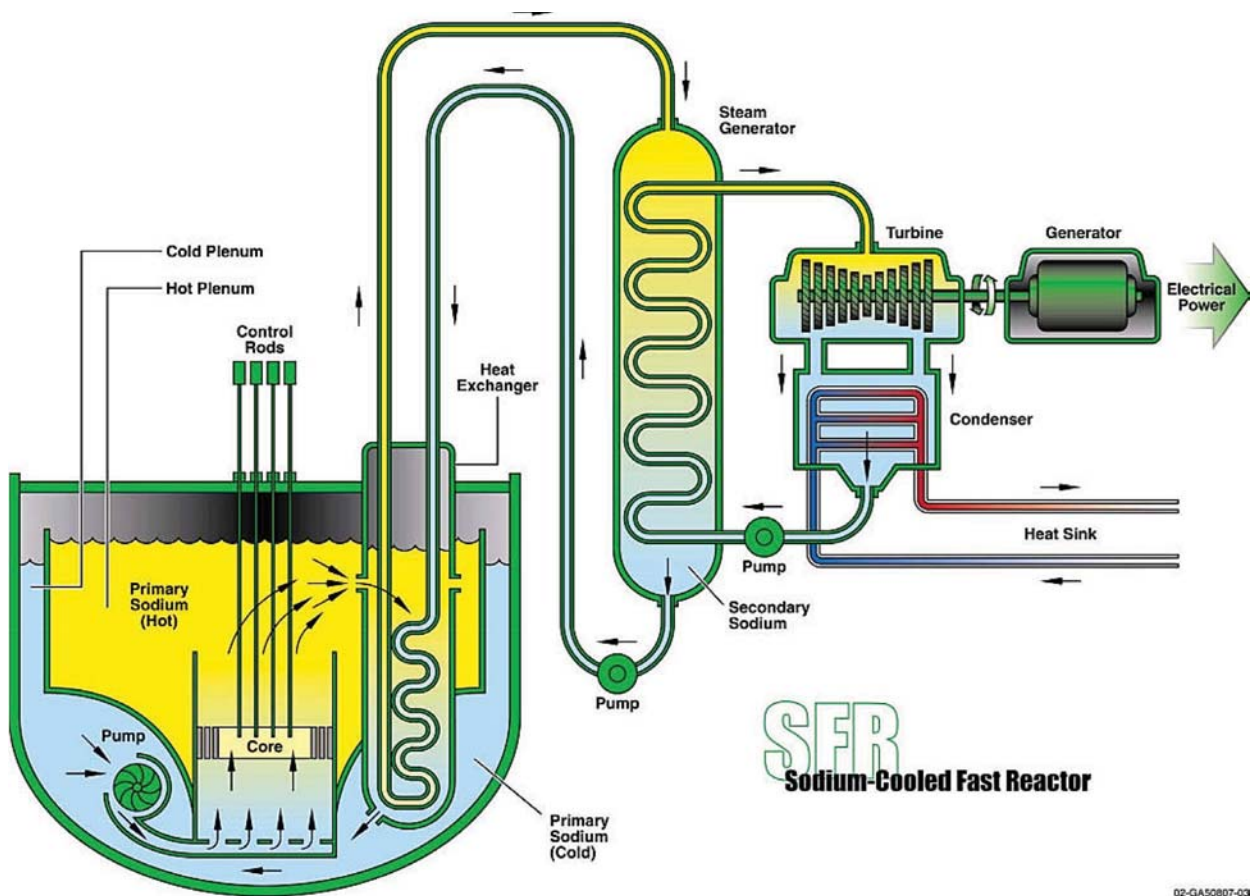 Steam
Generator
Turbine
Generator
Cold Plenum
Hot Plenum
Electrical
Power
Control
Rods
Heat
Exchanger
Condenser
Heat Sink
Pump
Primary
Sodium
(Hot)
Secondary
Sodium
Pump
SFR
Sodium-Cooled Fast Reactor
Pump
Core
Primary
Sodium
(Cold)
02-GA50807-03